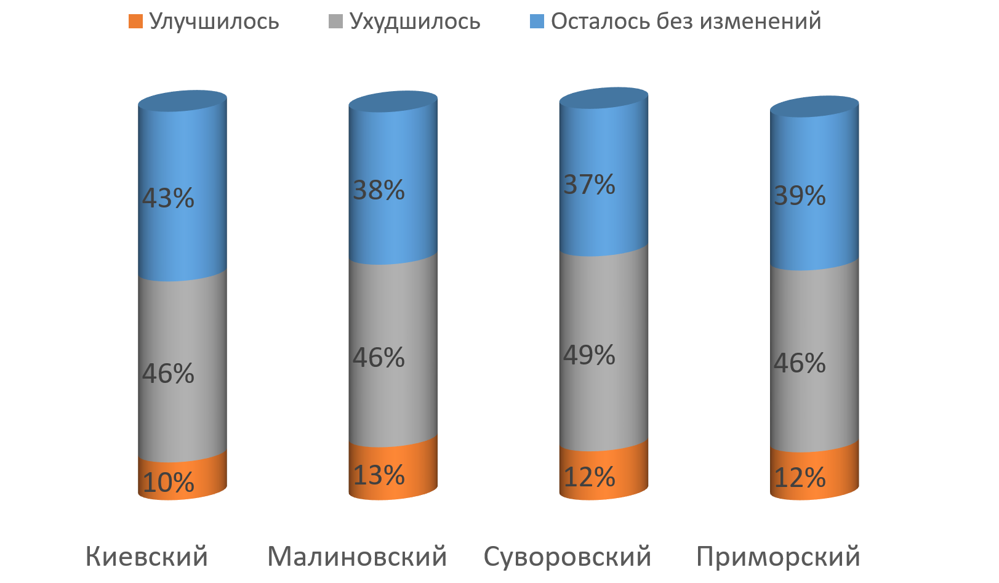 Улучшилось Ухудшилось Осталось без изменений
43% 38% 37% 39%
46% 46% 49% 46%
10% 13% 12% 12%
Киевский Малиновский Суворовский Приморский